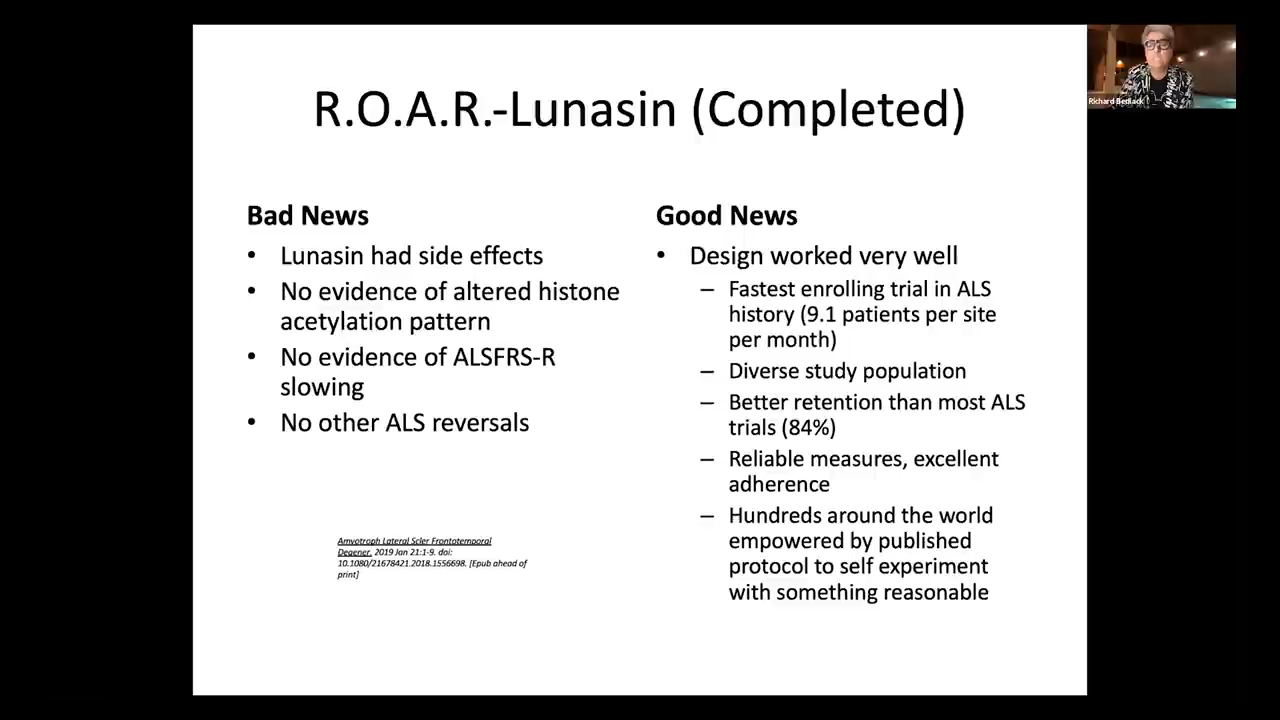 R.O.A.R.-Lunasin (Completed)
Bad News
• Lunasin had side effects
• No evidence of altered histone
acetylation pattern
• No evidence of ALSFRS-R
slowing
• No other ALS reversals
Amyotroph Lateral Scler Frontotemporal
Degener. 2019 Jan 21:1-9. doi:
10.1080/21678421.2018.1556698. [Epub ahead of
print]
Good News
• Design worked very well
– Fastest enrolling trial in ALS
history (9.1 patients per site
per month)
– Diverse study population
– Better retention than most ALS
trials (84%)
– Reliable measures, excellent
adherence
– Hundreds around the world
empowered by published
protocol to self experiment
with something reasonable
Richard Bedlack